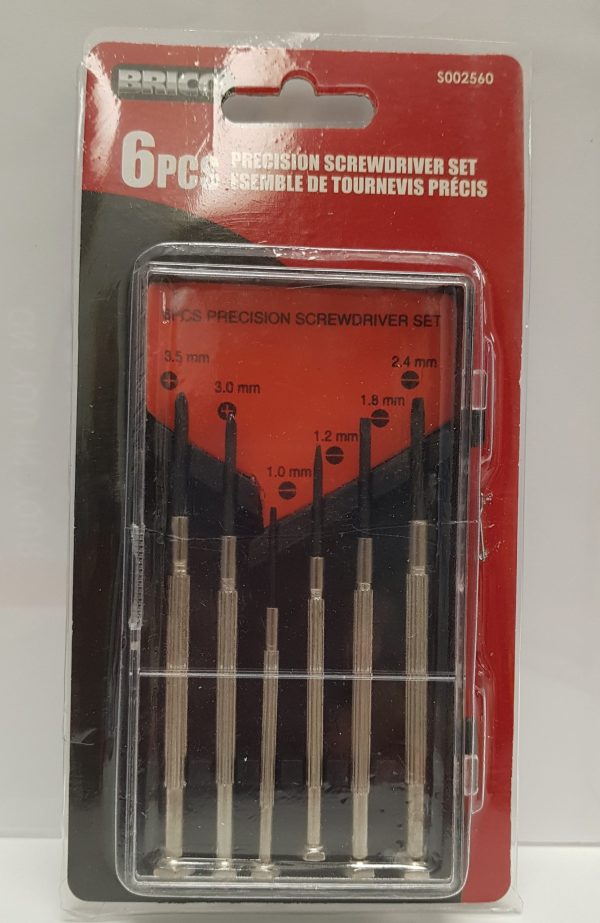 BRICO
S002560
6PCS PRECISION SCREWDRIVER SET
ESEMBLE DE TOURNEVIS PRÉCIS
6PCS PRECISION SCREWDRIVER SET
3.5 mm
2.4 mm
3.0 mm
1.8 mm
1.2 mm
1.0 mm